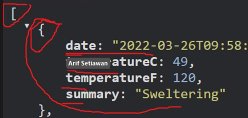 [
{
date: "2022-03-26T09:58:
Arif Setiawan ratureC: 49,
temperatureF: 120,
summary: "Sweltering"
},